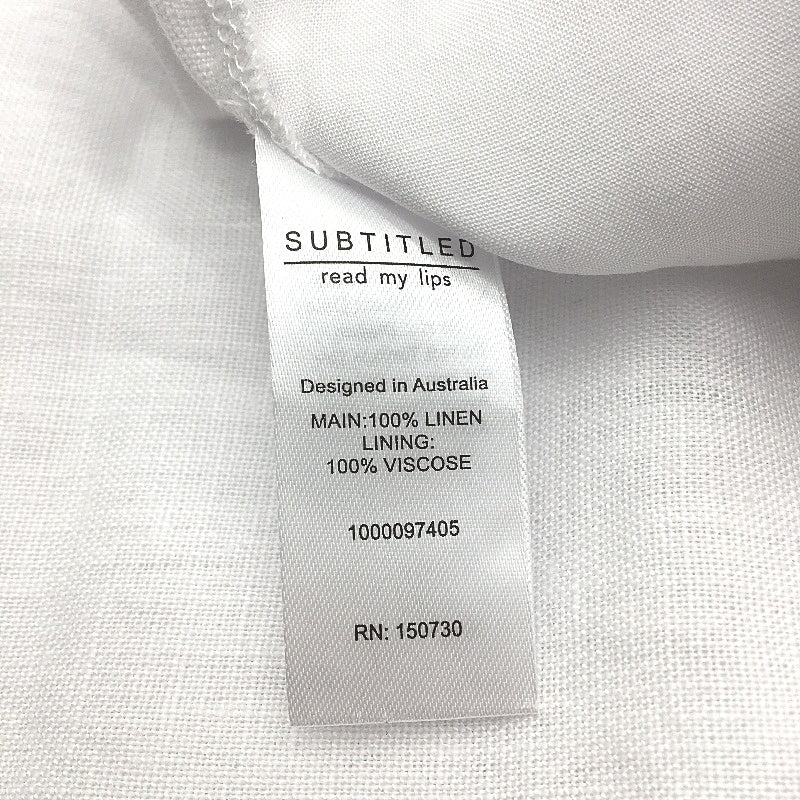 SUBTITLED
read my lips
Designed in Australia
MAIN:100% LINEN
LINING:
100% VISCOSE
1000097405
RN: 150730